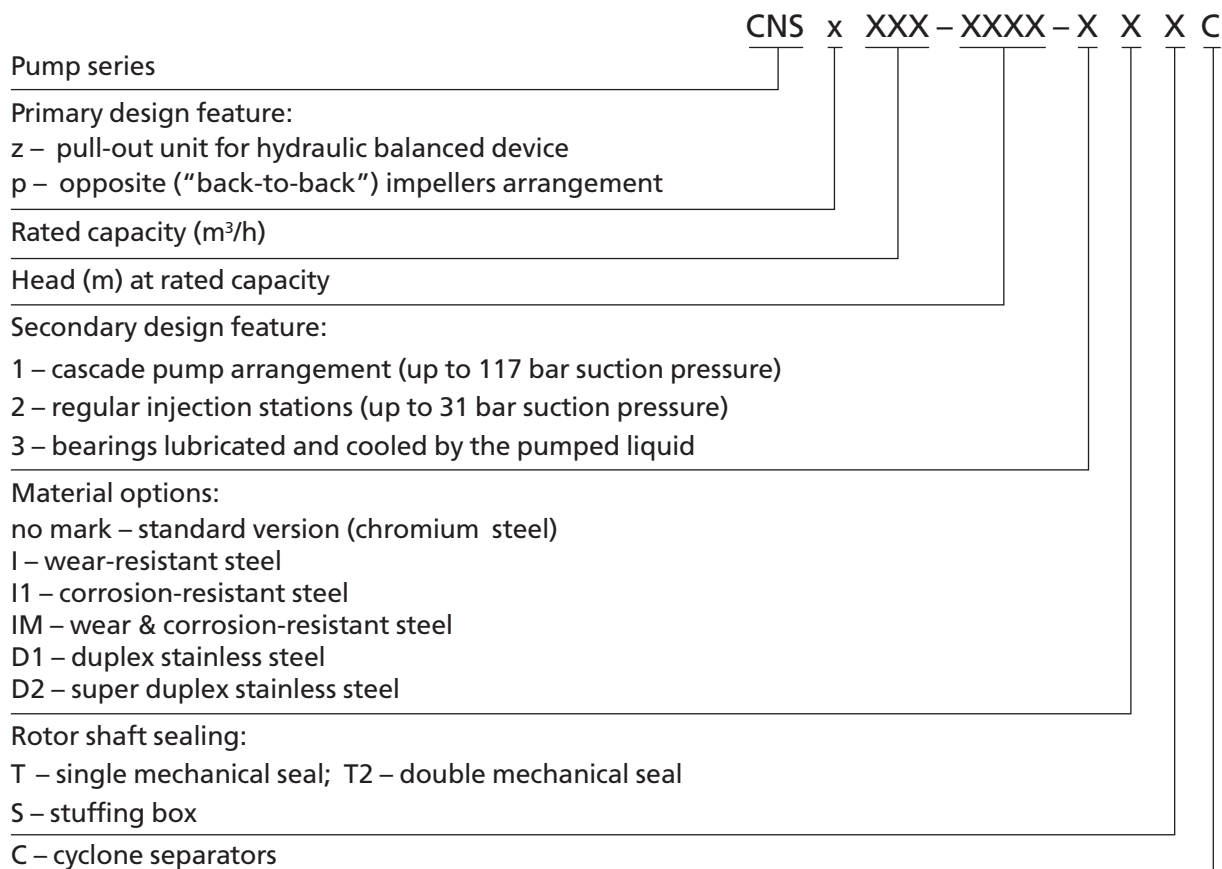 CNS x XXX – XXXX – X X X C
Pump series
Primary design feature:
z – pull-out unit for hydraulic balanced device
p – opposite (“back-to-back”) impellers arrangement
Rated capacity (m³/h)
Head (m) at rated capacity
Secondary design feature:
1 – cascade pump arrangement (up to 117 bar suction pressure)
2 – regular injection stations (up to 31 bar suction pressure)
3 – bearings lubricated and cooled by the pumped liquid
Material options:
no mark – standard version (chromium steel)
I – wear-resistant steel
I1 – corrosion-resistant steel
IM – wear & corrosion-resistant steel
D1 – duplex stainless steel
D2 – super duplex stainless steel
Rotor shaft sealing:
T – single mechanical seal; T2 – double mechanical seal
S – stuffing box
C – cyclone separators